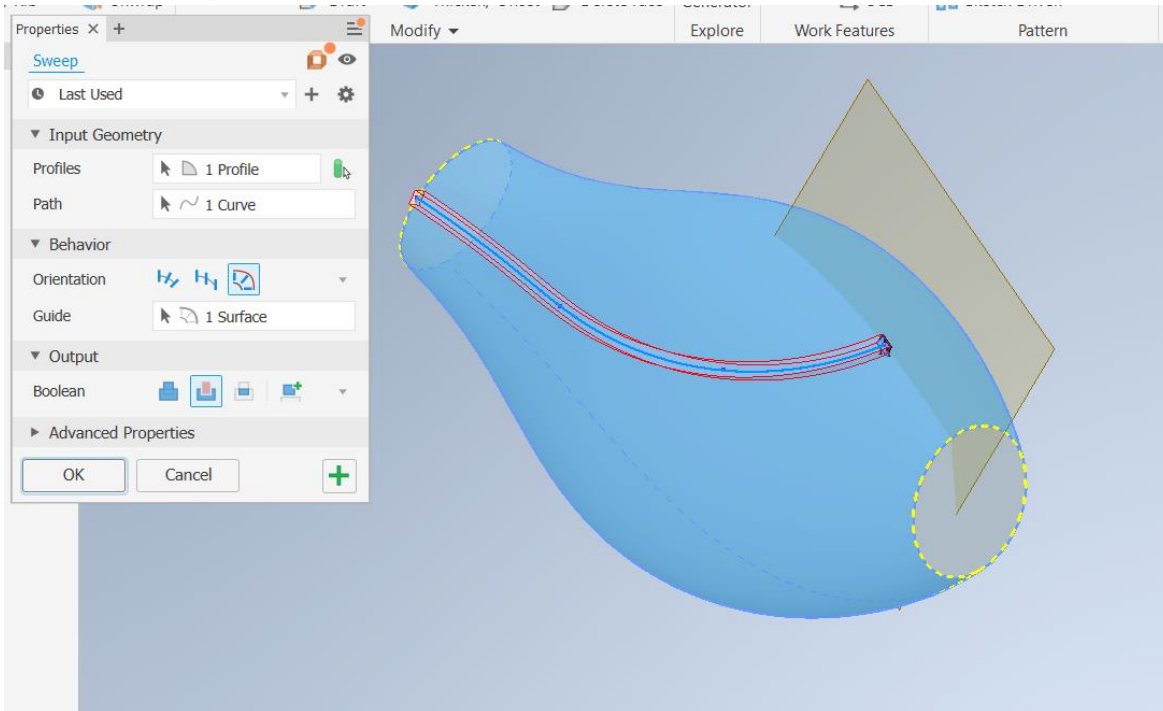 Properties × +
Modify ▾
Explore
Work Features
Pattern
Sweep
Last Used
Input Geometry
Profiles 1 Profile
Path 1 Curve
Behavior
Orientation
Guide 1 Surface
Output
Boolean
Advanced Properties
OK Cancel